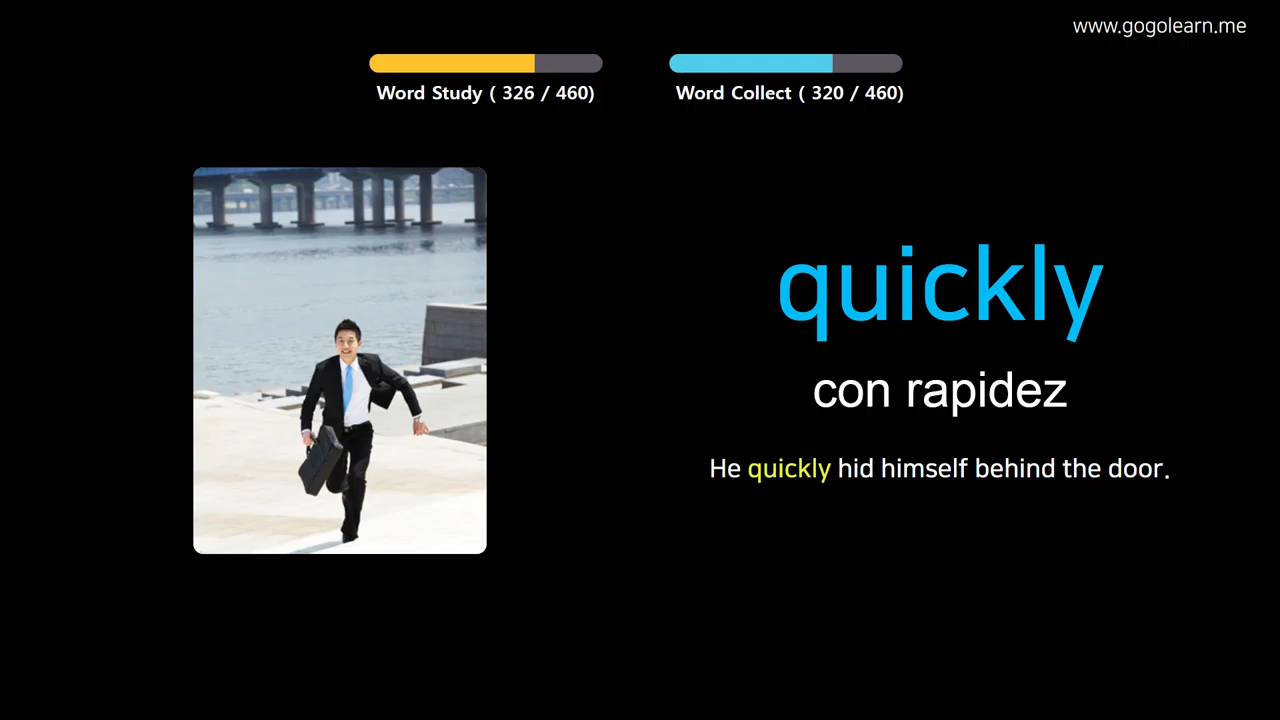 www.gogolearn.me
Word Study ( 326 / 460)
Word Collect ( 320 / 460)
quickly
con rapidez
He quickly hid himself behind the door.